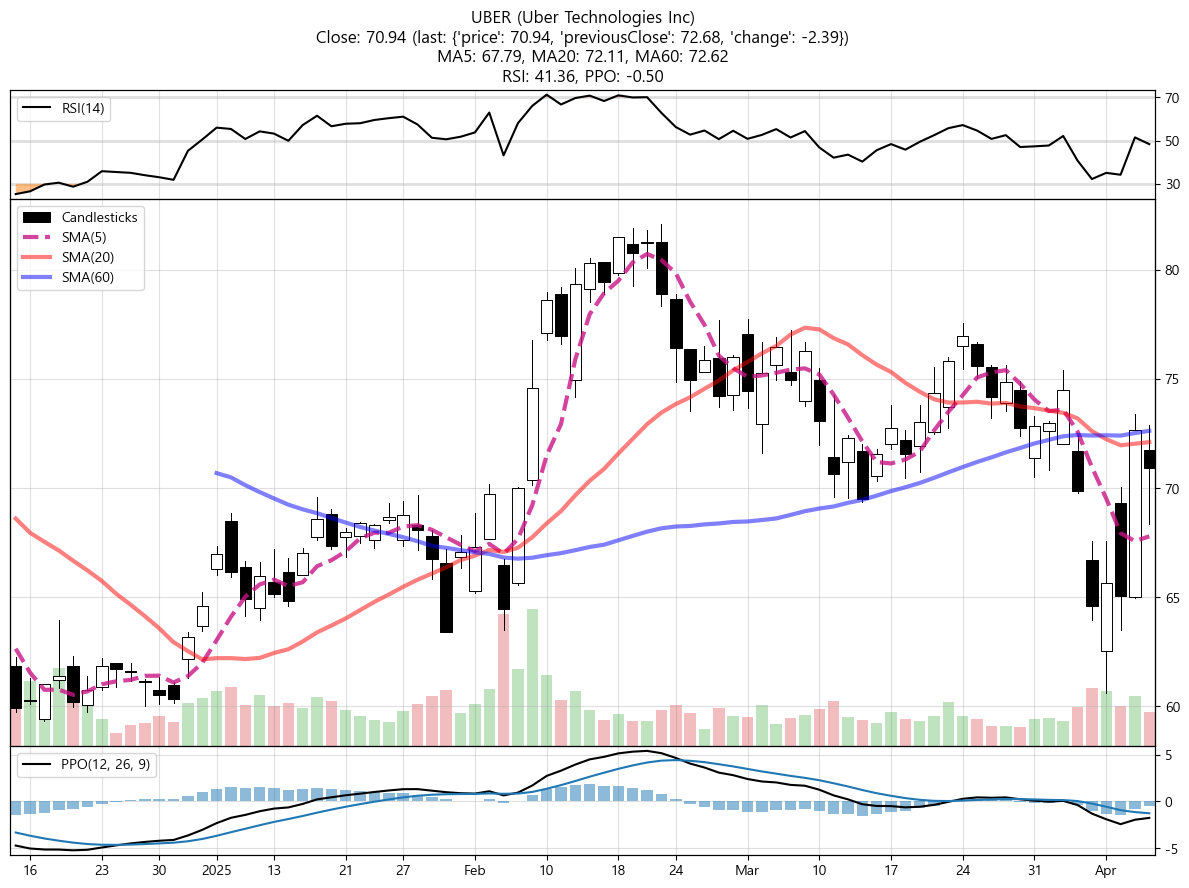 UBER (Uber Technologies Inc)
Close: 70.94 (last: {'price': 70.94, 'previousClose': 72.68, 'change': -2.39})
MA5: 67.79, MA20: 72.11, MA60: 72.62
RSI: 41.36, PPO: -0.50
RSI(14)
70
50
30
Candlesticks
SMA(5)
SMA(20)
SMA(60)
80
75
70
65
60
PPO(12, 26, 9)
5
0
-5
16 23 30 2025 13 21 27 Feb 10 18 24 Mar 10 17 24 31 Apr